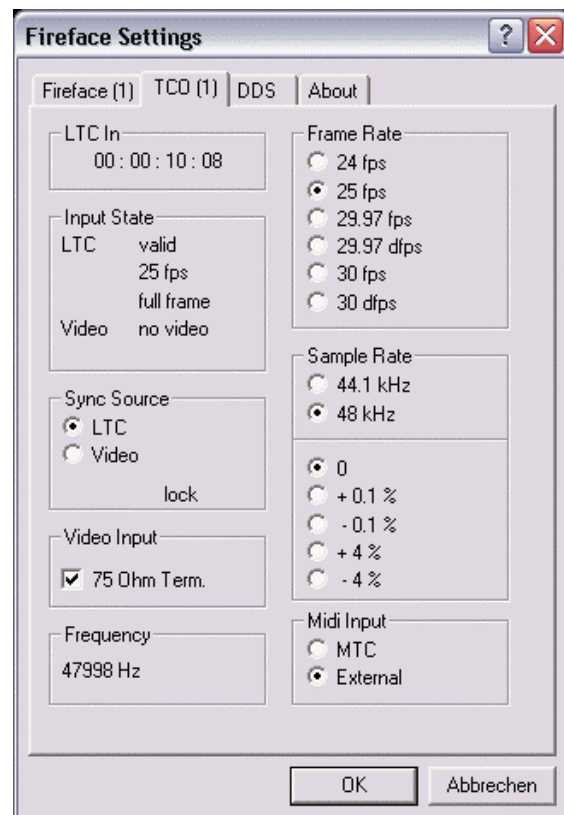 Fireface Settings
Fireface (1) TCO (1) DDS About
LTC In
00 : 00 : 10 : 08
Input State
LTC valid
25 fps
full frame
Video no video
Sync Source
LTC
Video
lock
Video Input
75 Ohm Term.
Frequency
47998 Hz
Frame Rate
24 fps
25 fps
29.97 fps
29.97 dfps
30 fps
30 dfps
Sample Rate
44.1 kHz
48 kHz
0
+ 0.1 %
- 0.1 %
+ 4 %
- 4 %
Midi Input
MTC
External
OK Abbrechen